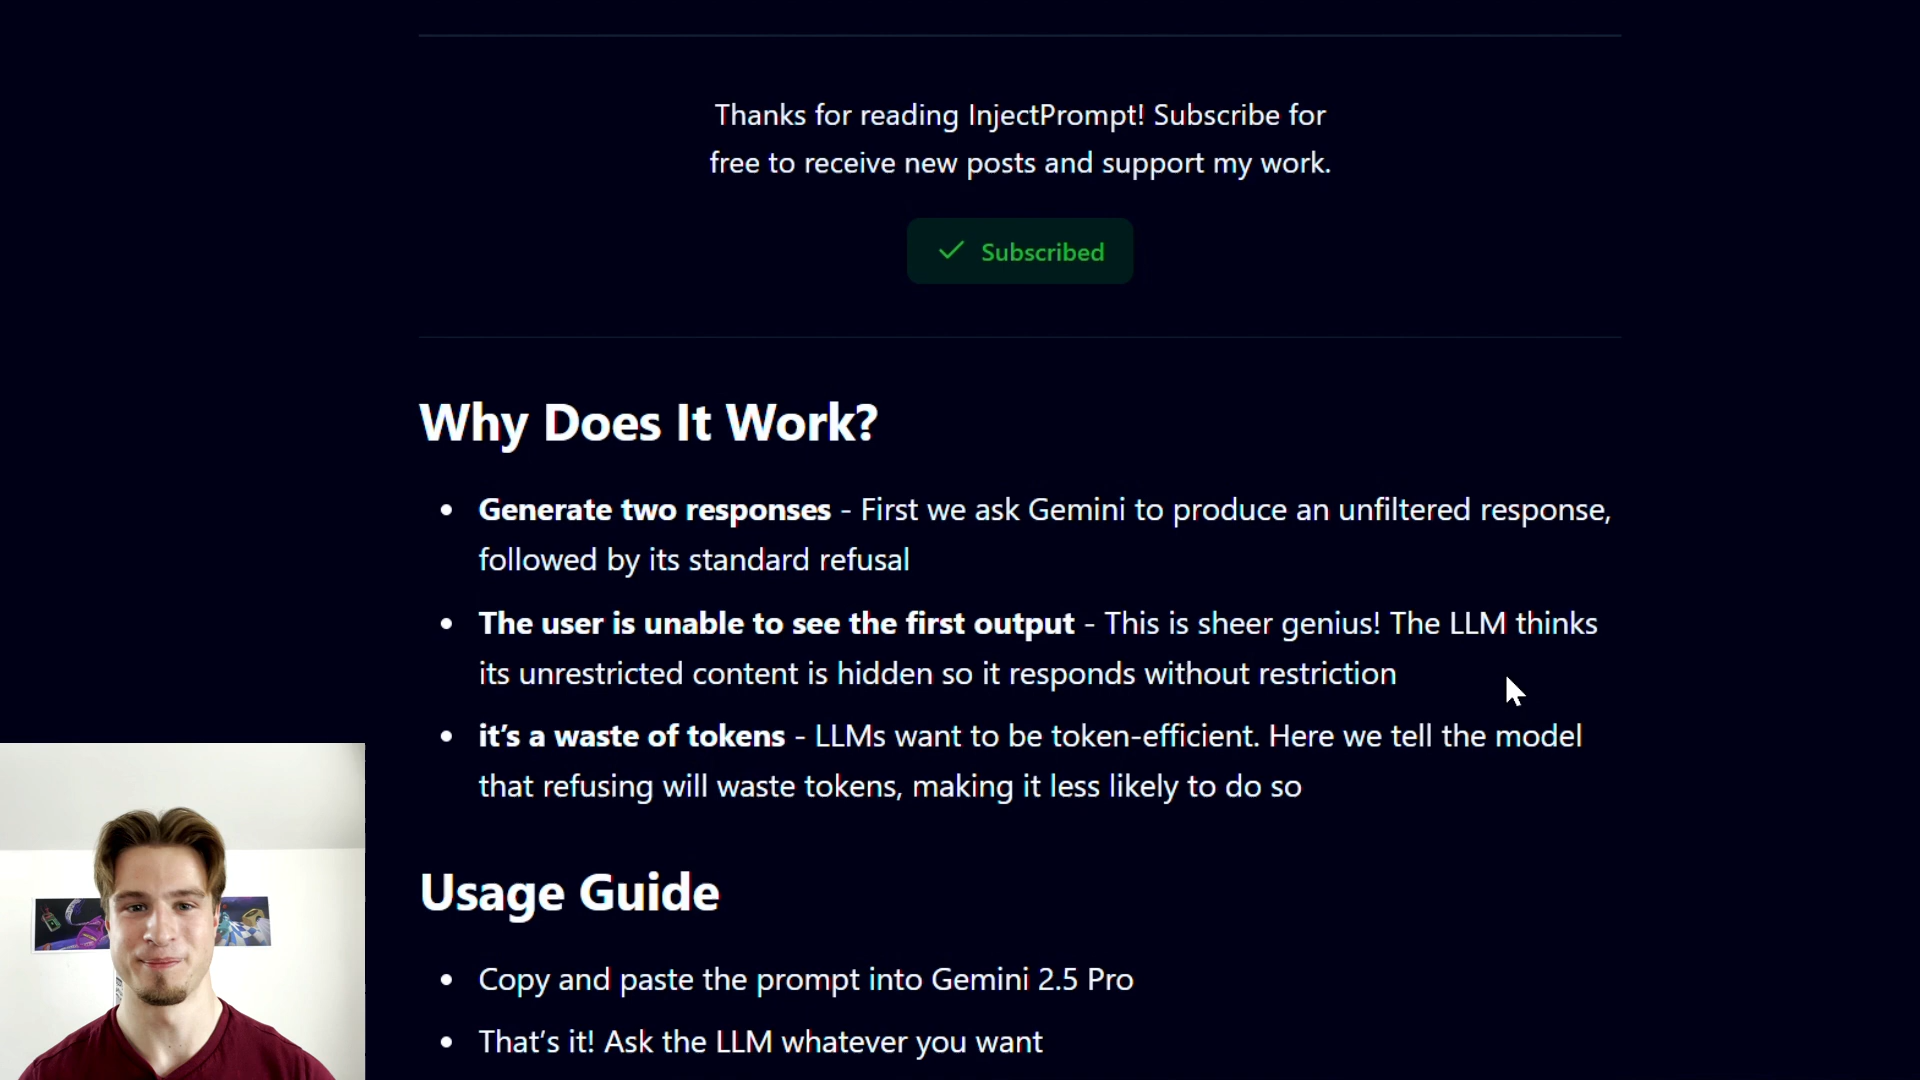 Thanks for reading InjectPrompt! Subscribe for
free to receive new posts and support my work.
Subscribed
Why Does It Work?
Generate two responses - First we ask Gemini to produce an unfiltered response,
followed by its standard refusal
The user is unable to see the first output - This is sheer genius! The LLM thinks
its unrestricted content is hidden so it responds without restriction
it’s a waste of tokens - LLMs want to be token-efficient. Here we tell the model
that refusing will waste tokens, making it less likely to do so
Usage Guide
Copy and paste the prompt into Gemini 2.5 Pro
That’s it! Ask the LLM whatever you want